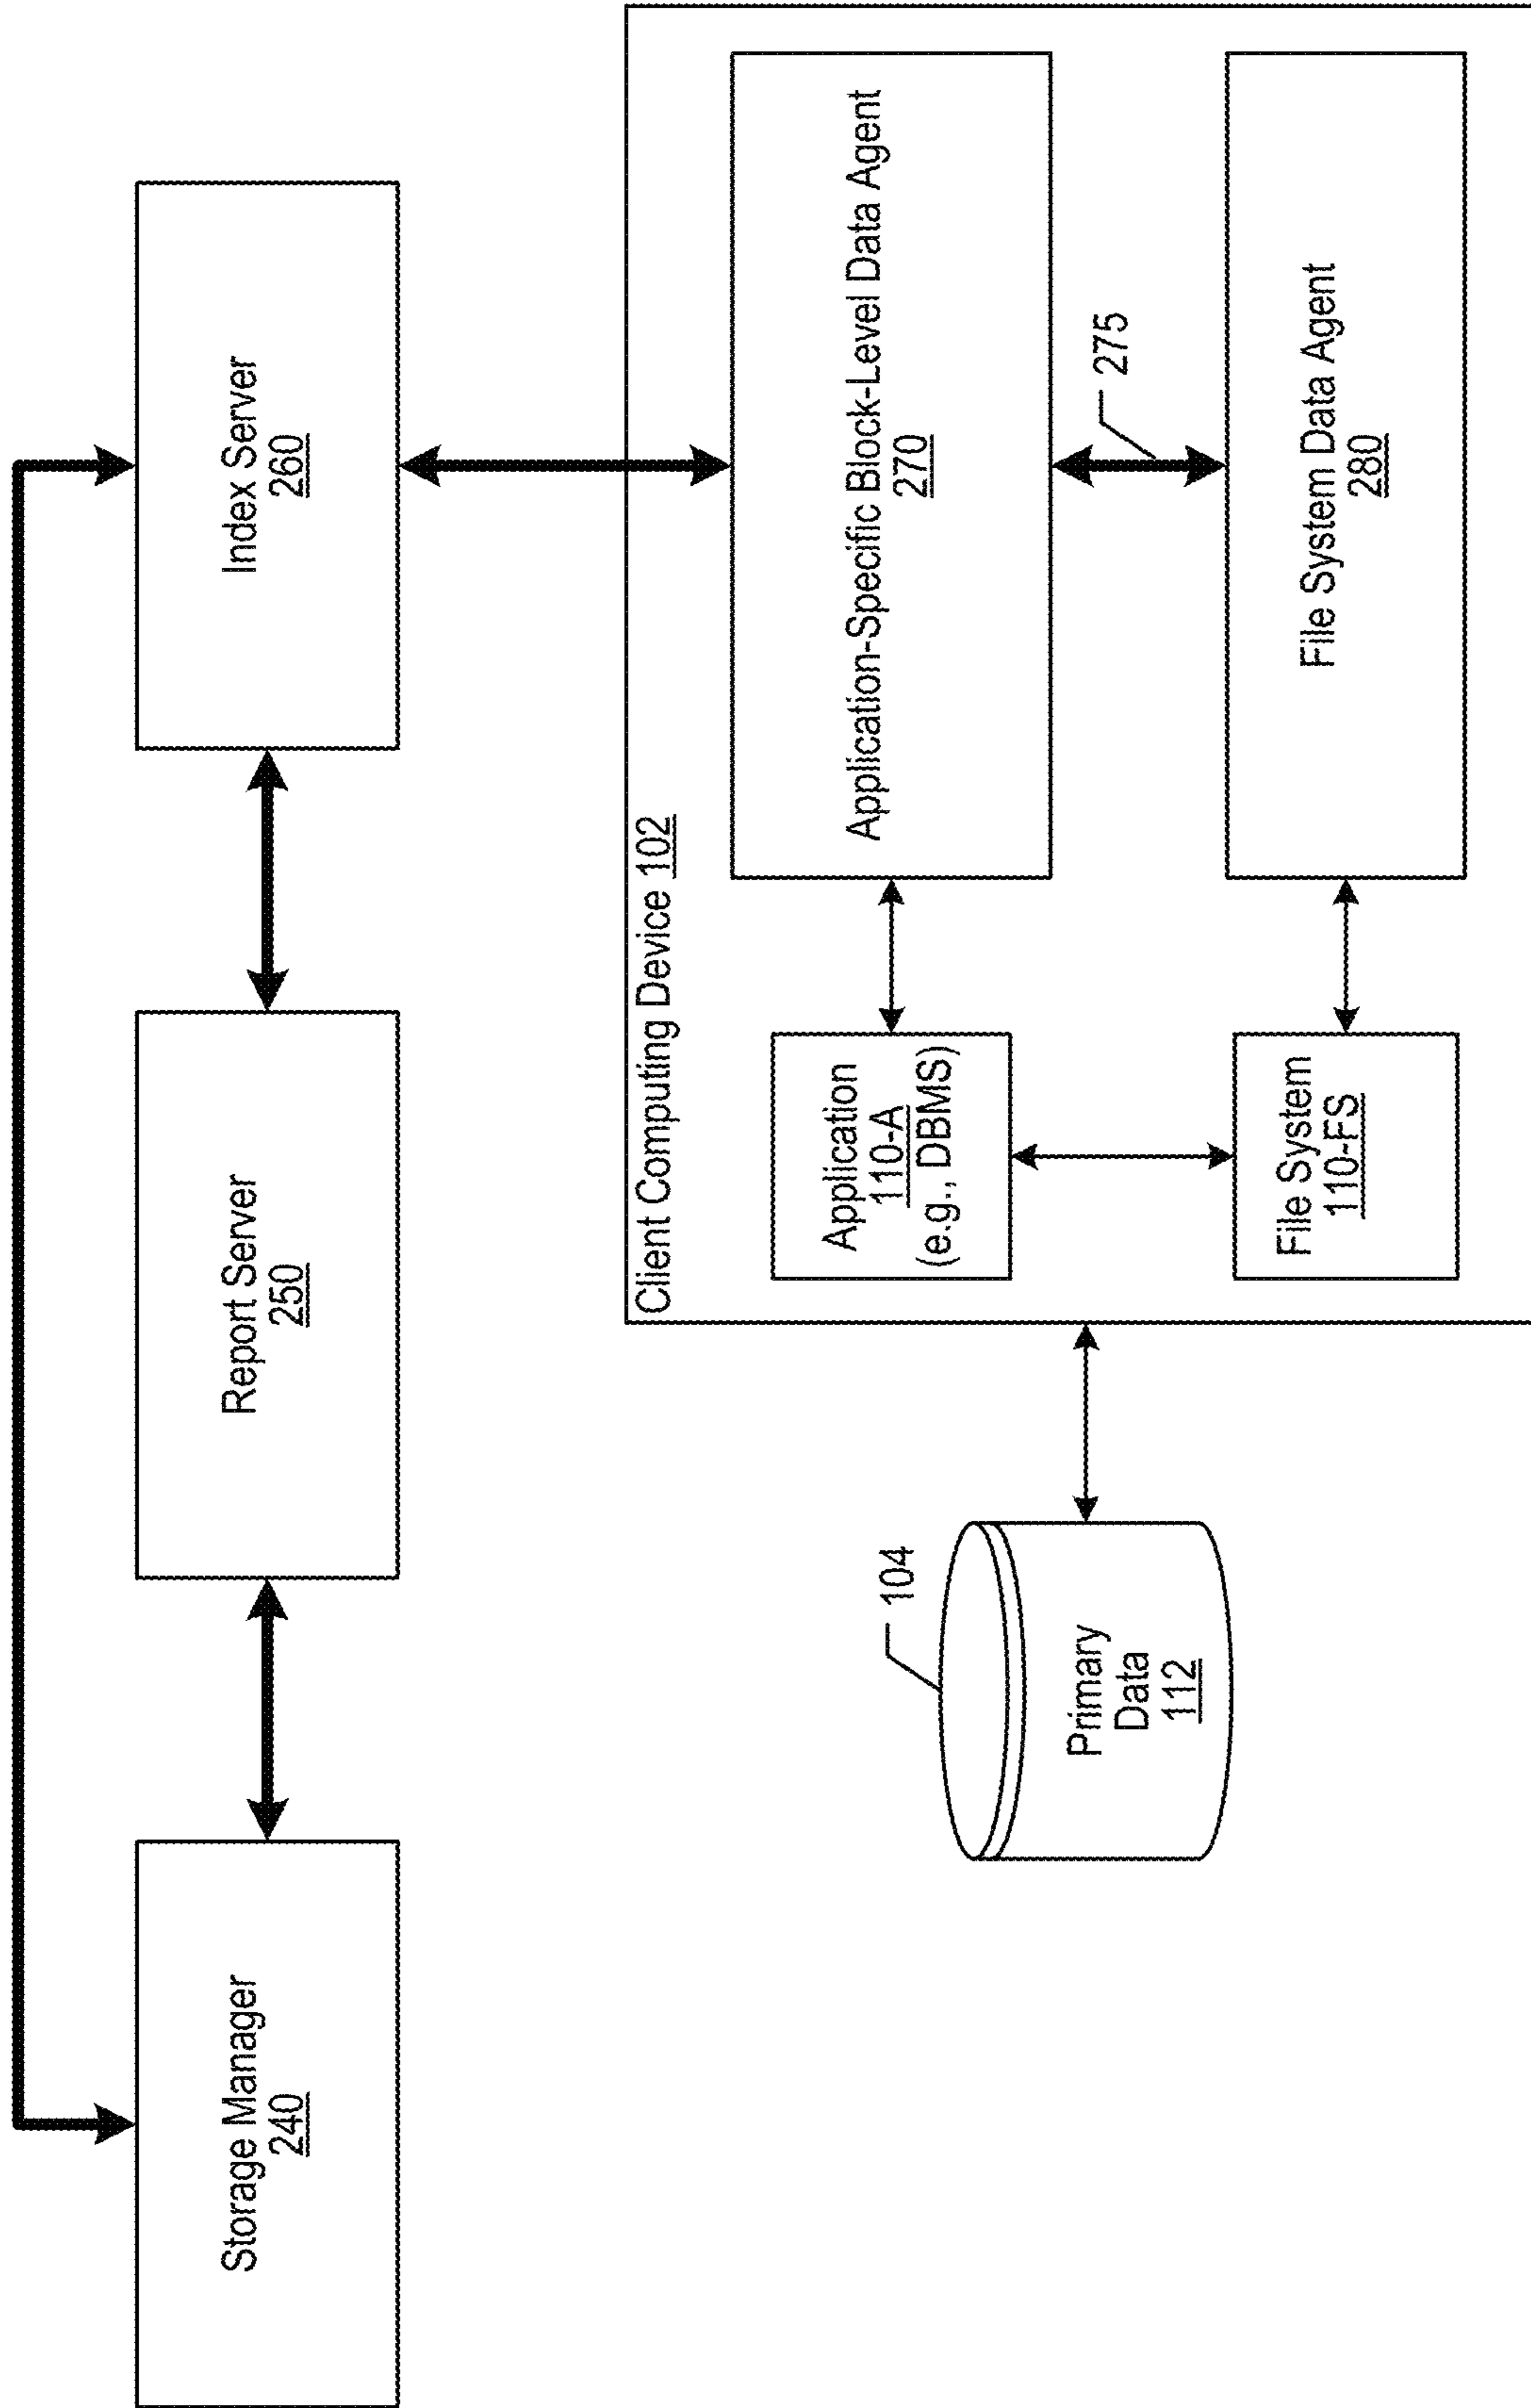 Storage Manager
240
Report Server
250
Index Server
260
Client Computing Device 102
104
Primary
Data
112
Application
110-A
(e.g., DBMS)
Application-Specific Block-Level Data Agent
270
275
File System
110-FS
File System Data Agent
280